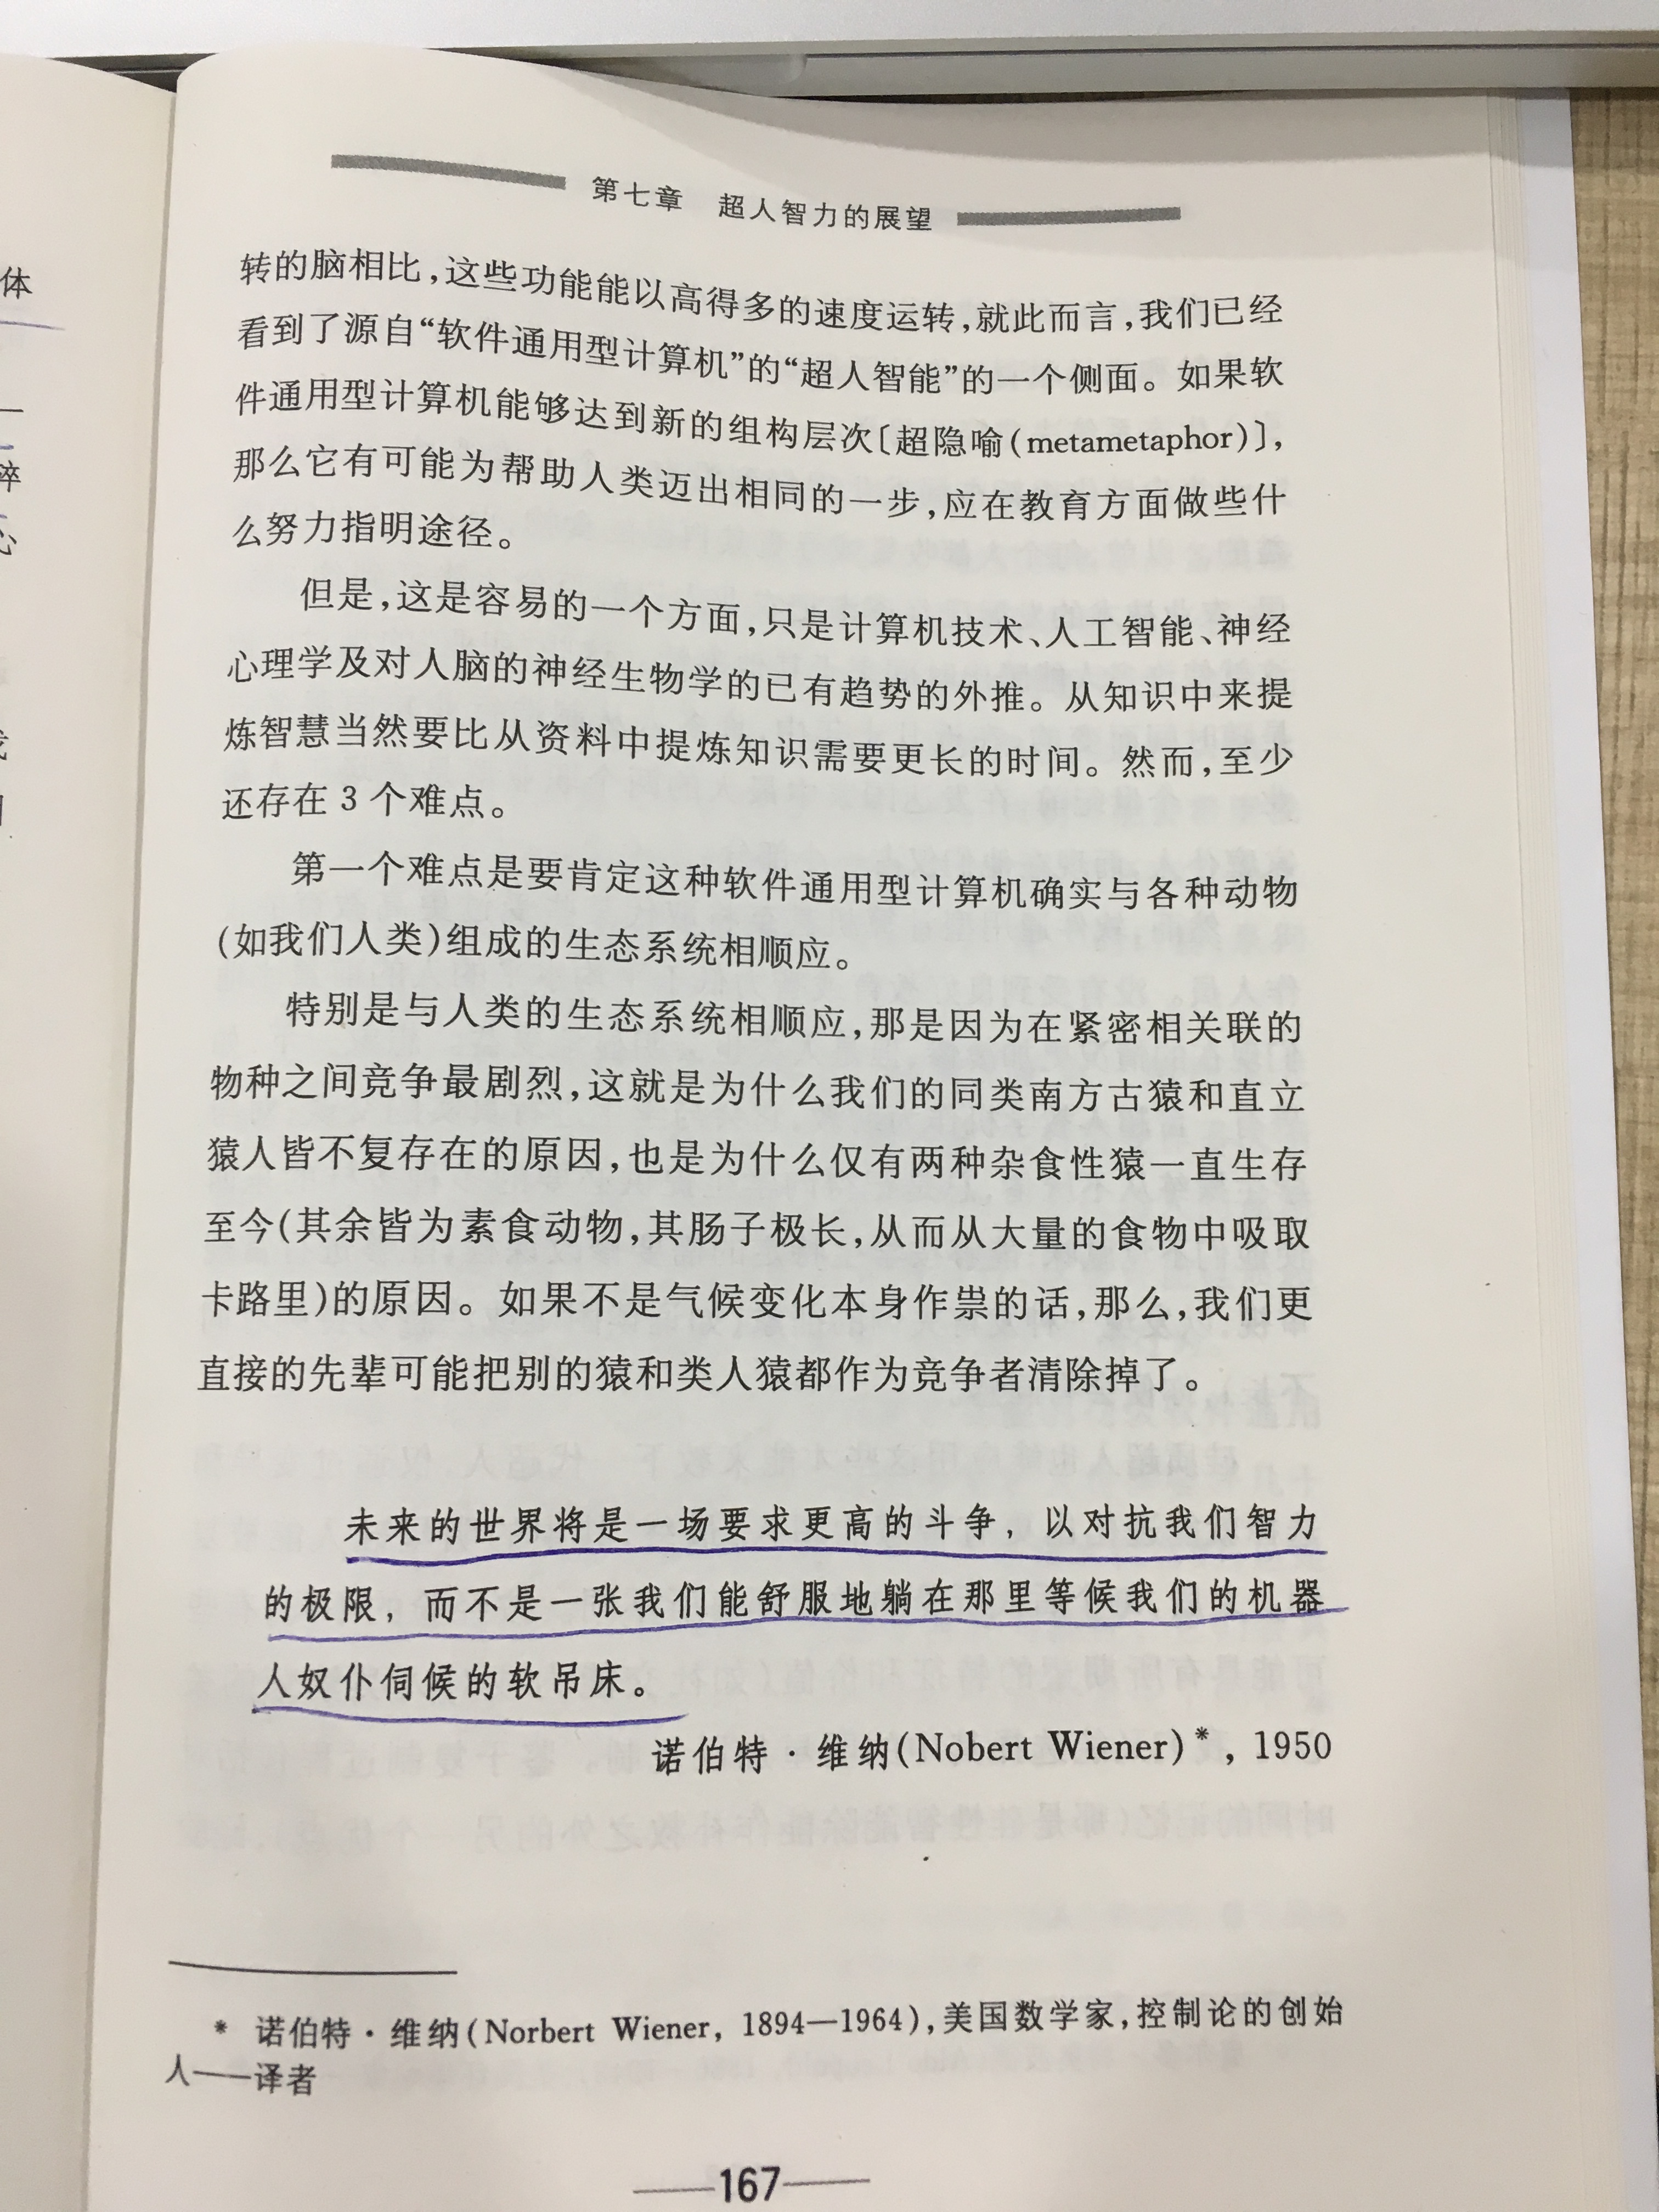 第七章 超人智力的展望
转的脑相比,这些功能能以高得多的速度运转,就此而言,我们已经
看到了源自“软件通用型计算机”的“超人智能”的一个侧面。如果软
件通用型计算机能够达到新的组构层次〔超隐喻(metametaphor)〕,
那么它有可能为帮助人类迈出相同的一步,应在教育方面做些什
么努力指明途径。
但是,这是容易的一个方面,只是计算机技术、人工智能、神经
心理学及对人脑的神经生物学的已有趋势的外推。从知识中来提
炼智慧当然要比从资料中提炼知识需要更长的时间。然而,至少
还存在 3 个难点。
第一个难点是要肯定这种软件通用型计算机确实与各种动物
(如我们人类)组成的生态系统相顺应。
特别是与人类的生态系统相顺应,那是因为在紧密相关联的
物种之间竞争最剧烈,这就是为什么我们的同类南方古猿和直立
猿人皆不复存在的原因,也是为什么仅有两种杂食性猿一直生存
至今(其余皆为素食动物,其肠子极长,从而从大量的食物中吸取
卡路里)的原因。如果不是气候变化本身作祟的话,那么,我们更
直接的先辈可能把别的猿和类人猿都作为竞争者清除掉了。
未来的世界将是一场要求更高的斗争，以对抗我们智力
的极限，而不是一张我们能舒服地躺在那里等候我们的机器
人奴仆伺候的软吊床。
诺伯特·维纳(Nobert Wiener)*, 1950
* 诺伯特·维纳(Norbert Wiener, 1894—1964),美国数学家,控制论的创始
人——译者
——167——
体